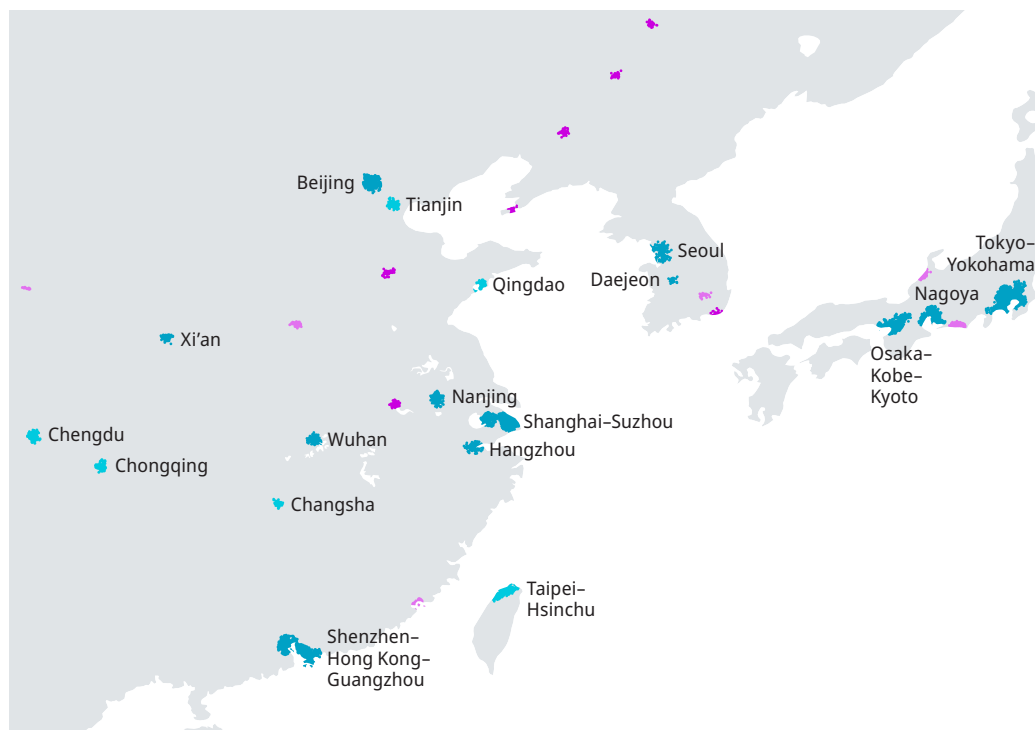 Beijing
Tianjin
Seoul
Tokyo–
Yokohama
Daejeon
Qingdao
Nagoya
Xi’an
Osaka–
Kobe–
Kyoto
Nanjing
Shanghai–Suzhou
Chengdu
Wuhan
Hangzhou
Chongqing
Changsha
Taipei–
Hsinchu
Shenzhen–
Hong Kong–
Guangzhou